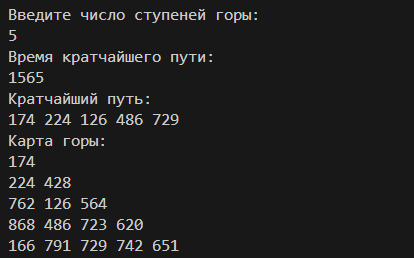 Введите число ступеней горы:
5
Время кратчайшего пути:
1565
Кратчайший путь:
174 224 126 486 729
Карта горы:
174
224 428
762 126 564
868 486 723 620
166 791 729 742 651